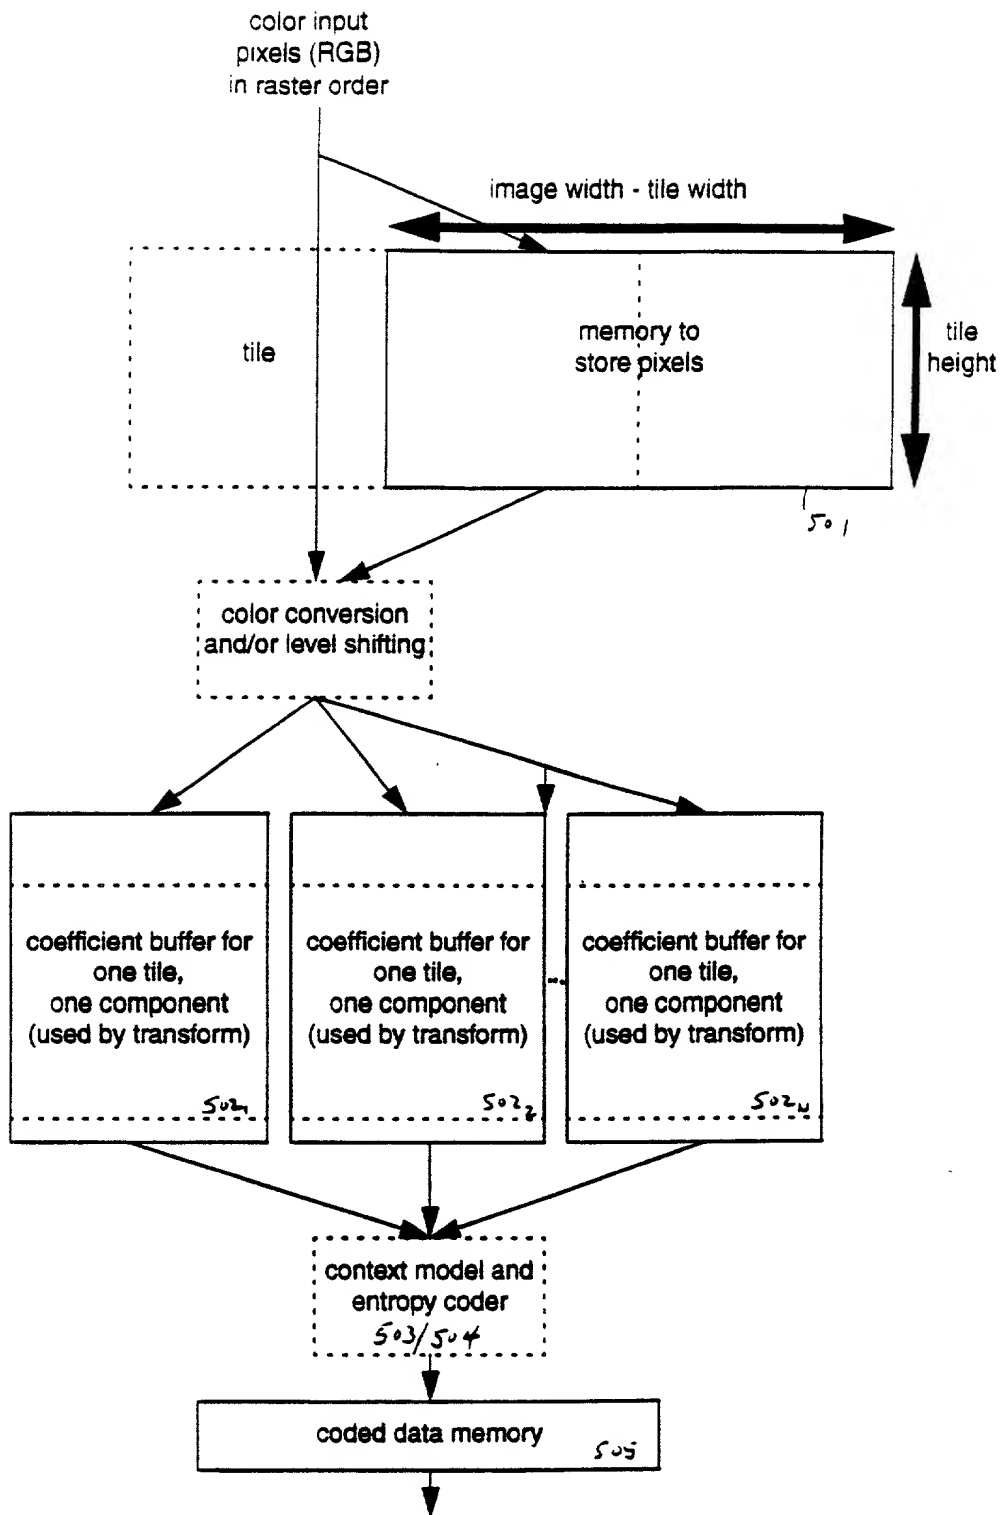 color input
pixels (RGB)
in raster order
image width - tile width
tile
memory to
store pixels
tile
height
501
color conversion
and/or level shifting
coefficient buffer for
one tile,
one component
(used by transform)
502₁
coefficient buffer for
one tile,
one component
(used by transform)
502₂
...
coefficient buffer for
one tile,
one component
(used by transform)
502N
context model and
entropy coder
503/504
coded data memory
505